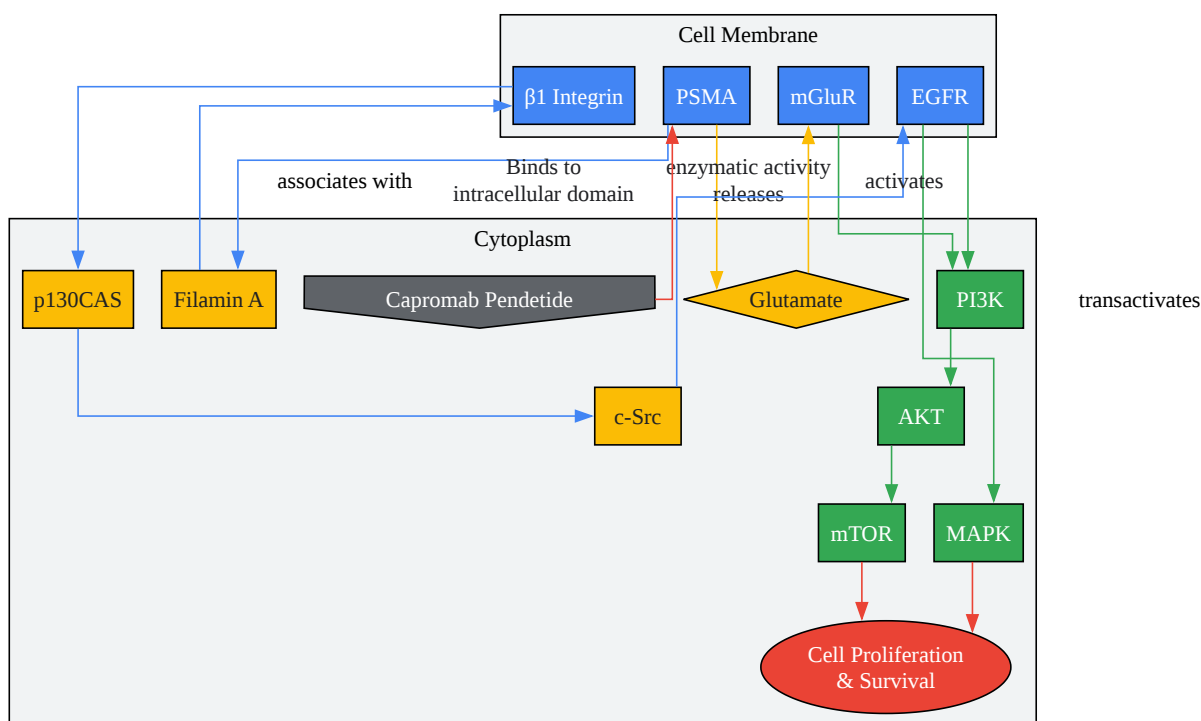 Cell Membrane
β1 Integrin
PSMA
mGluR
EGFR
associates with
Binds to
intracellular domain
enzymatic activity
releases
activates
Cytoplasm
p130CAS
Filamin A
Capromab Pendetide
Glutamate
PI3K
transactivates
c-Src
AKT
mTOR
MAPK
Cell Proliferation
& Survival